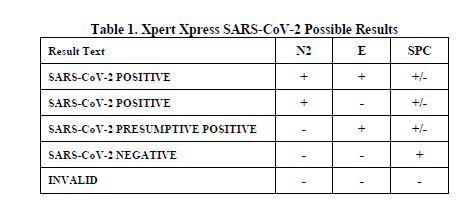 Table 1. Xpert Xpress SARS-CoV-2 Possible Results
Result Text N2 E SPC
SARS-CoV-2 POSITIVE + + +/-
SARS-CoV-2 POSITIVE + - +/-
SARS-CoV-2 PRESUMPTIVE POSITIVE - + +/-
SARS-CoV-2 NEGATIVE - - +
INVALID - - -